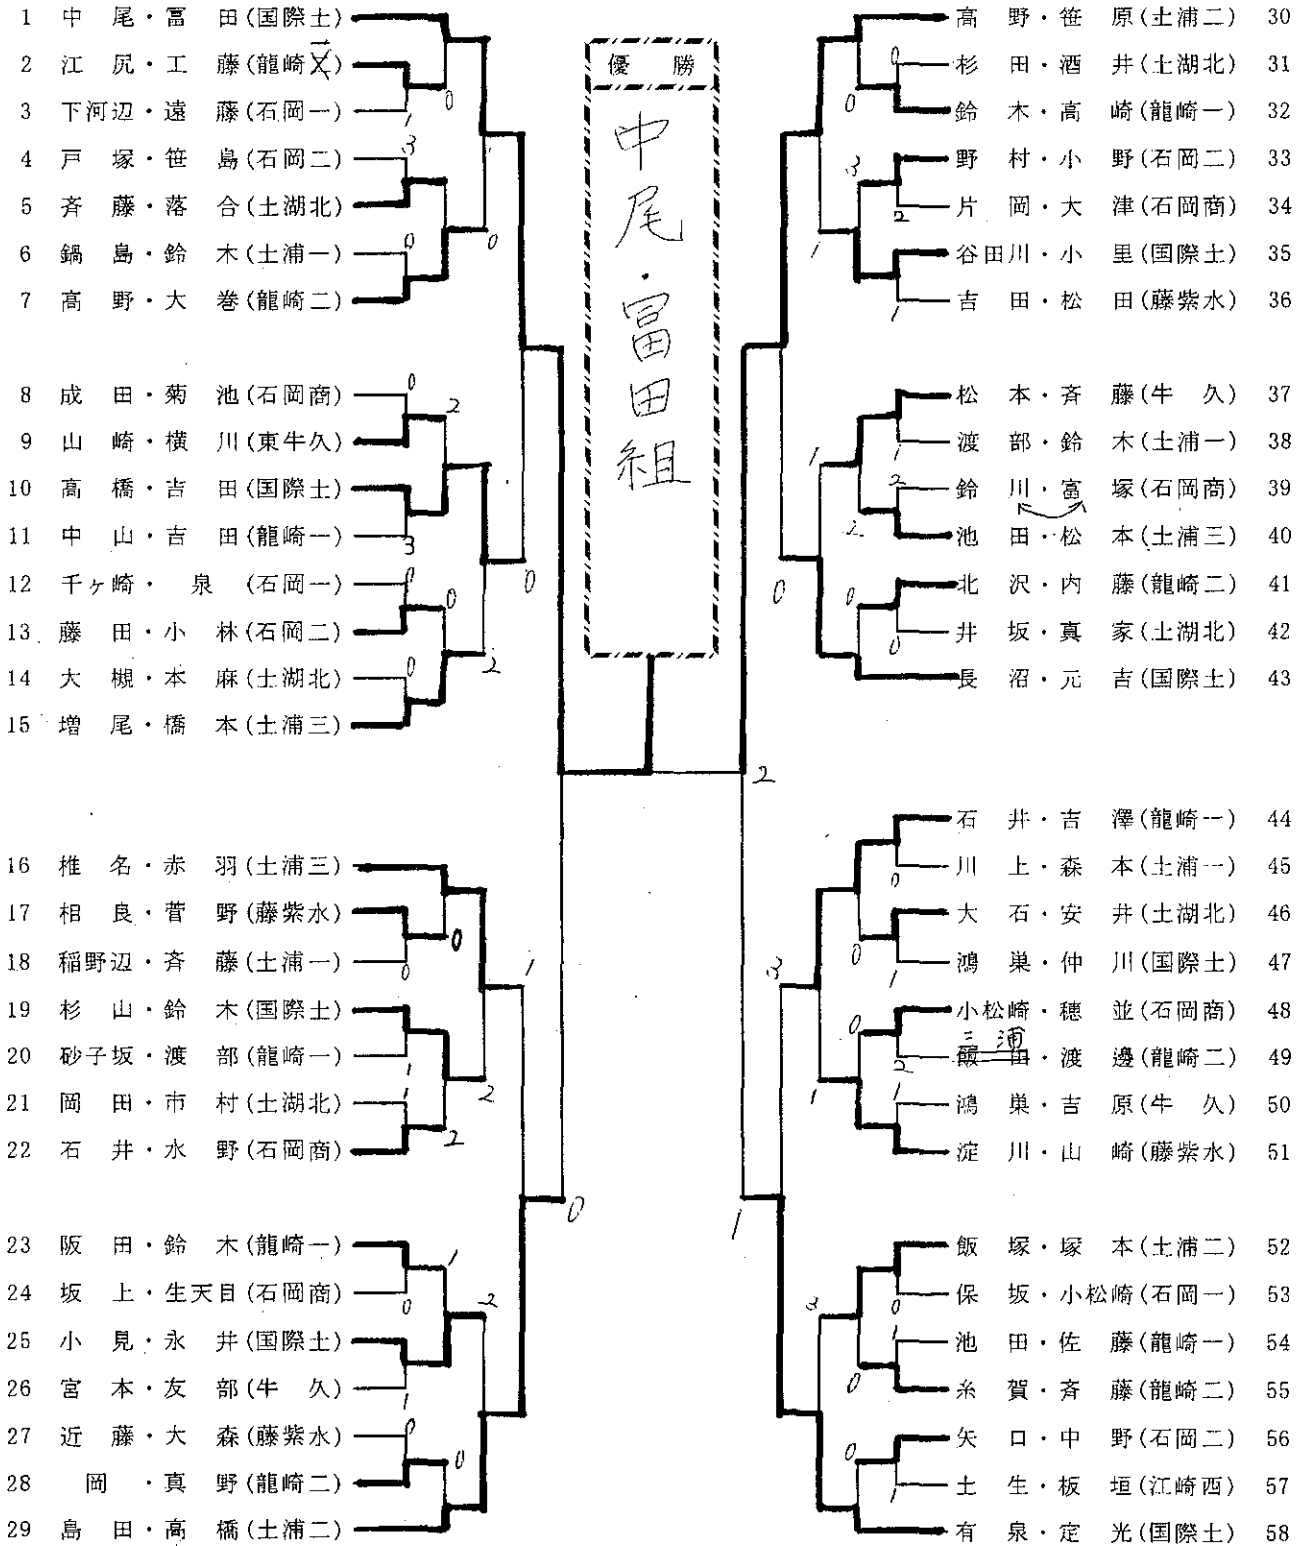 1 中尾・冨田(国際土)
2 江尻・工藤(龍崎二)
3 下河辺・遠藤(石岡一)
4 戸塚・笹島(石岡二)
5 斉藤・落合(土湖北)
6 鍋島・鈴木(土浦一)
7 高野・大巻(龍崎二)
8 成田・菊池(石岡商)
9 山崎・横川(東牛久)
10 高橋・吉田(国際土)
11 中山・吉田(龍崎一)
12 千ヶ崎・泉(石岡一)
13 藤田・小林(石岡二)
14 大槻・本麻(土湖北)
15 増尾・橋本(土浦三)
16 椎名・赤羽(土浦三)
17 相良・菅野(藤紫水)
18 稲野辺・斉藤(土浦一)
19 杉山・鈴木(国際土)
20 砂子坂・渡部(龍崎一)
21 岡田・市村(土湖北)
22 石井・水野(石岡商)
23 阪田・鈴木(龍崎一)
24 坂上・生天目(石岡商)
25 小見・永井(国際土)
26 宮本・友部(牛久)
27 近藤・大森(藤紫水)
28 岡・真野(龍崎二)
29 島田・高橋(土浦二)
優勝
中尾・冨田組
高野・笹原(土浦二) 30
杉田・酒井(土湖北) 31
鈴木・高崎(龍崎一) 32
野村・小野(石岡二) 33
片岡・大津(石岡商) 34
谷田川・小里(国際土) 35
吉田・松田(藤紫水) 36
松本・斉藤(牛久) 37
渡部・鈴木(土浦一) 38
鈴川・富塚(石岡商) 39
池田・松本(土浦三) 40
北沢・内藤(龍崎二) 41
井坂・真家(土湖北) 42
長沼・元吉(国際土) 43
石井・吉澤(龍崎一) 44
川上・森本(土浦一) 45
大石・安井(土湖北) 46
鴻巣・仲川(国際土) 47
小松崎・穂並(石岡商) 48
三浦
飯田・渡邊(龍崎二) 49
鴻巣・吉原(牛久) 50
淀川・山崎(藤紫水) 51
飯塚・塚本(土浦二) 52
保坂・小松崎(石岡一) 53
池田・佐藤(龍崎一) 54
糸賀・斉藤(龍崎二) 55
矢口・中野(石岡二) 56
土生・板垣(江崎西) 57
有泉・定光(国際土) 58